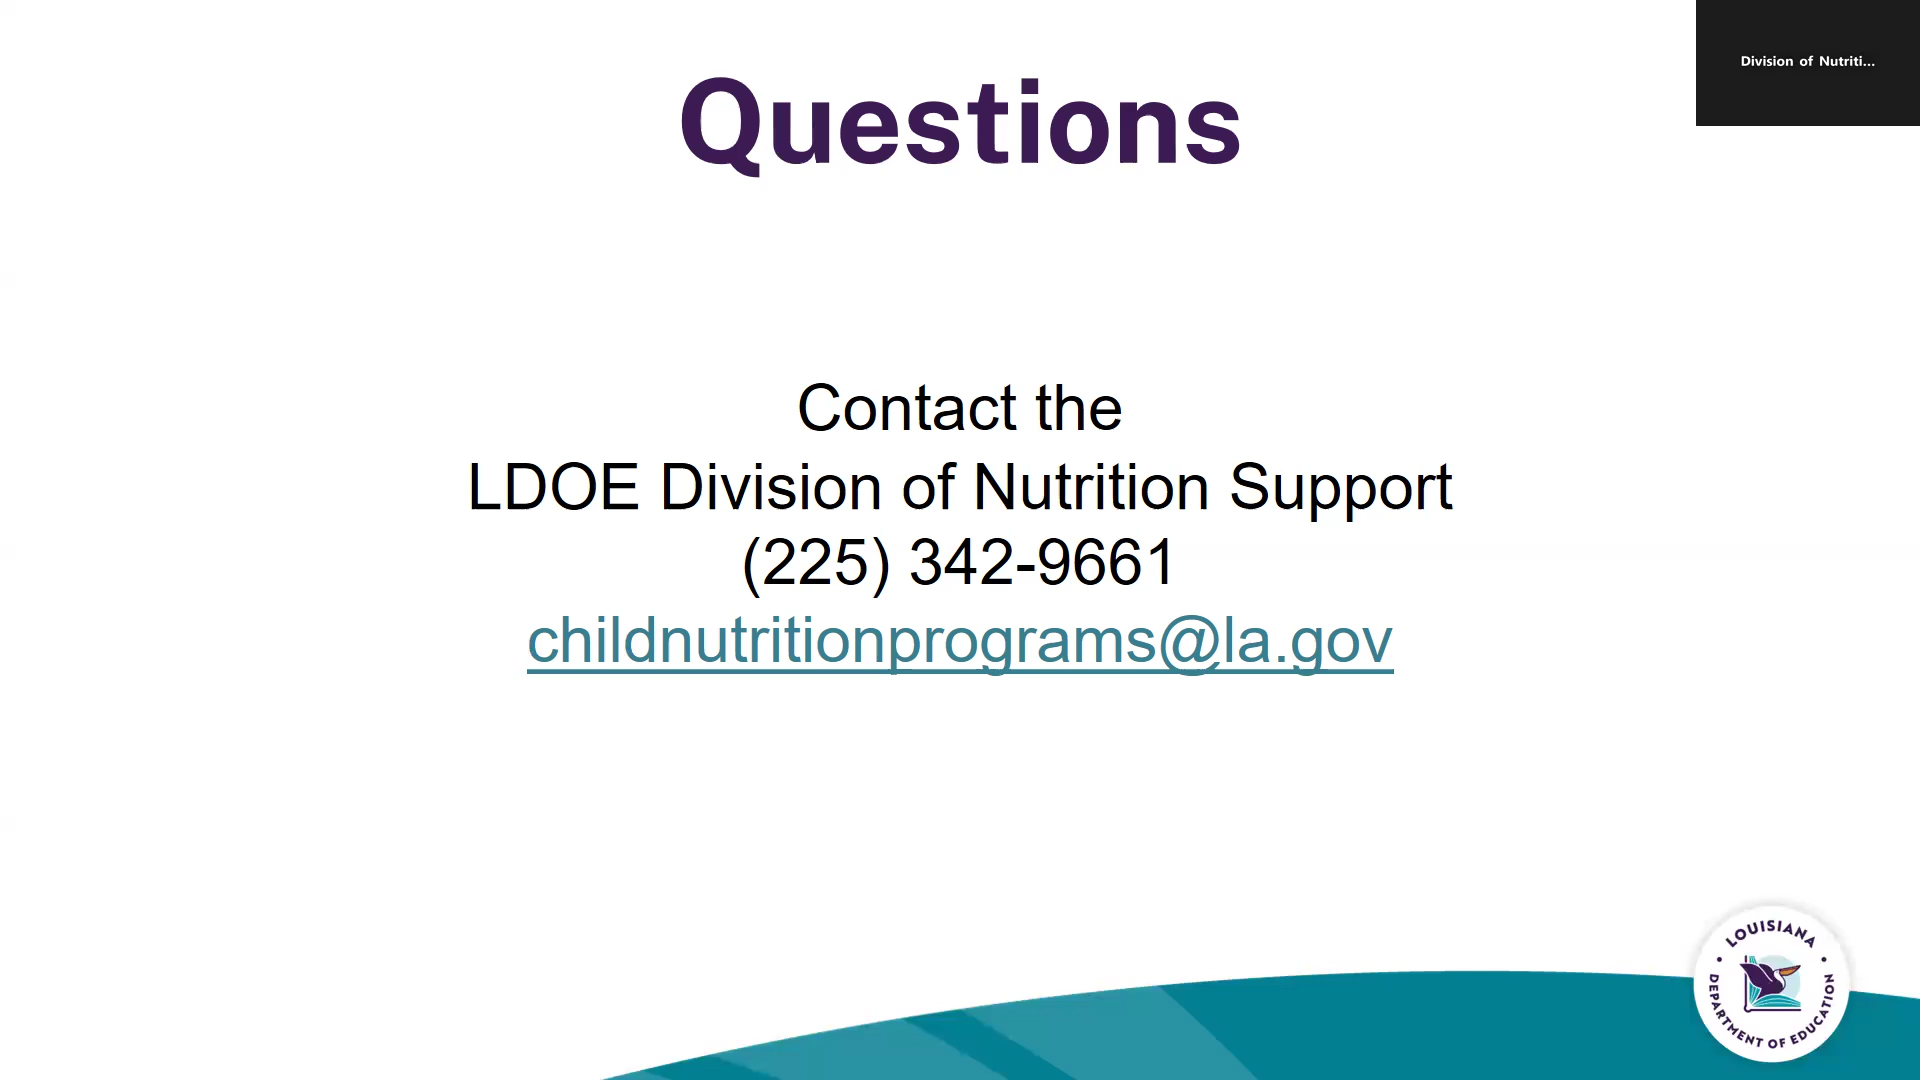 Division of Nutriti...
Questions
Contact the
LDOE Division of Nutrition Support
(225) 342-9661
childnutritionprograms@la.gov
LOUISIANA
DEPARTMENT OF EDUCATION